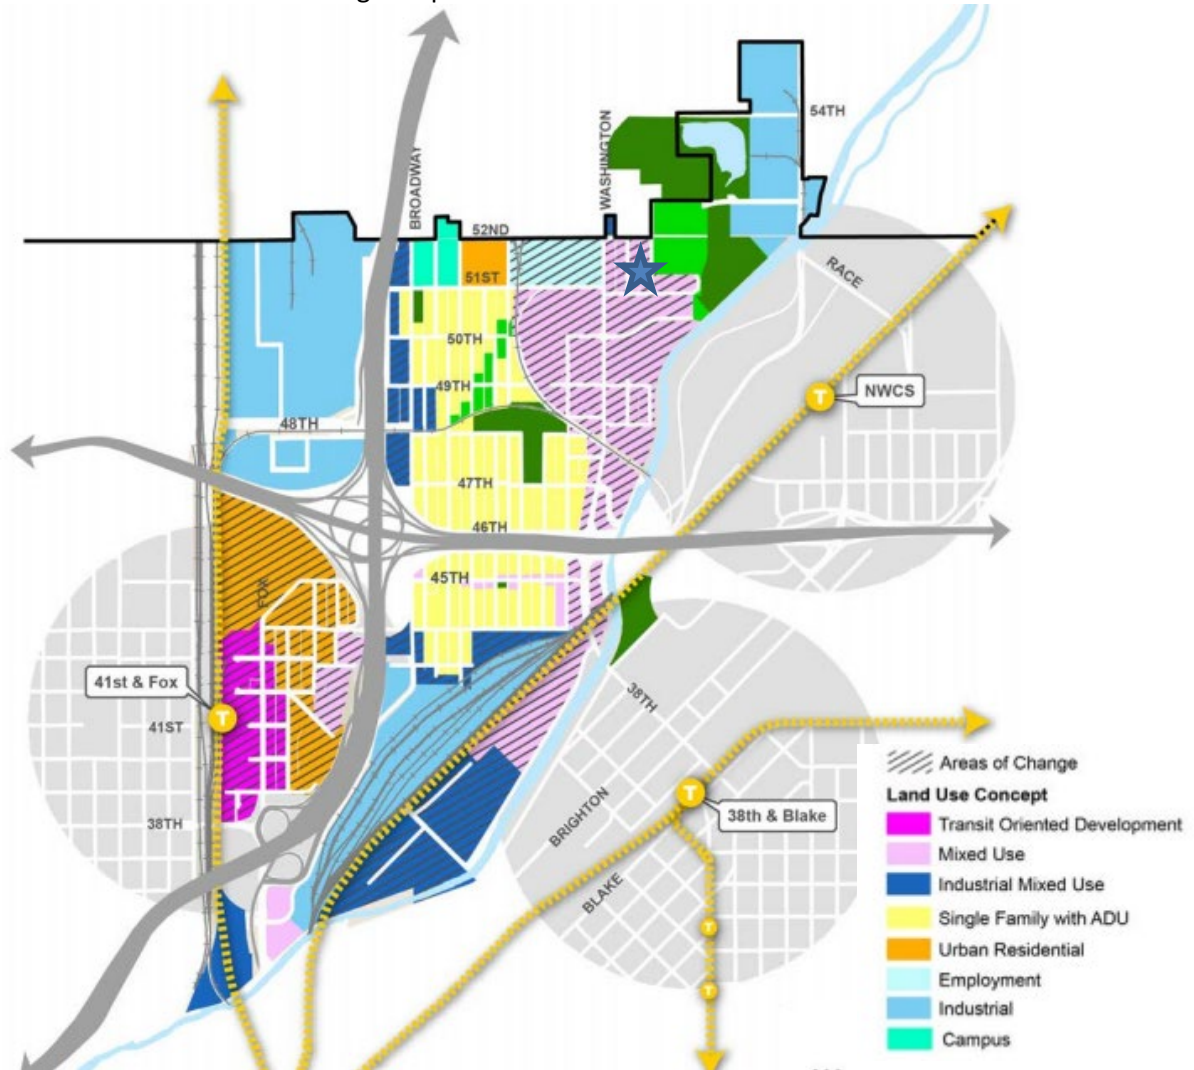 BROADWAY
WASHINGTON
54TH
52ND
51ST
RACE
50TH
49TH
T
NWCS
48TH
47TH
46TH
45TH
FOX
41st & Fox
T
41ST
38TH
38TH
BRIGHTON
BLAKE
T
38th & Blake
T
T
Areas of Change
Land Use Concept
Transit Oriented Development
Mixed Use
Industrial Mixed Use
Single Family with ADU
Urban Residential
Employment
Industrial
Campus